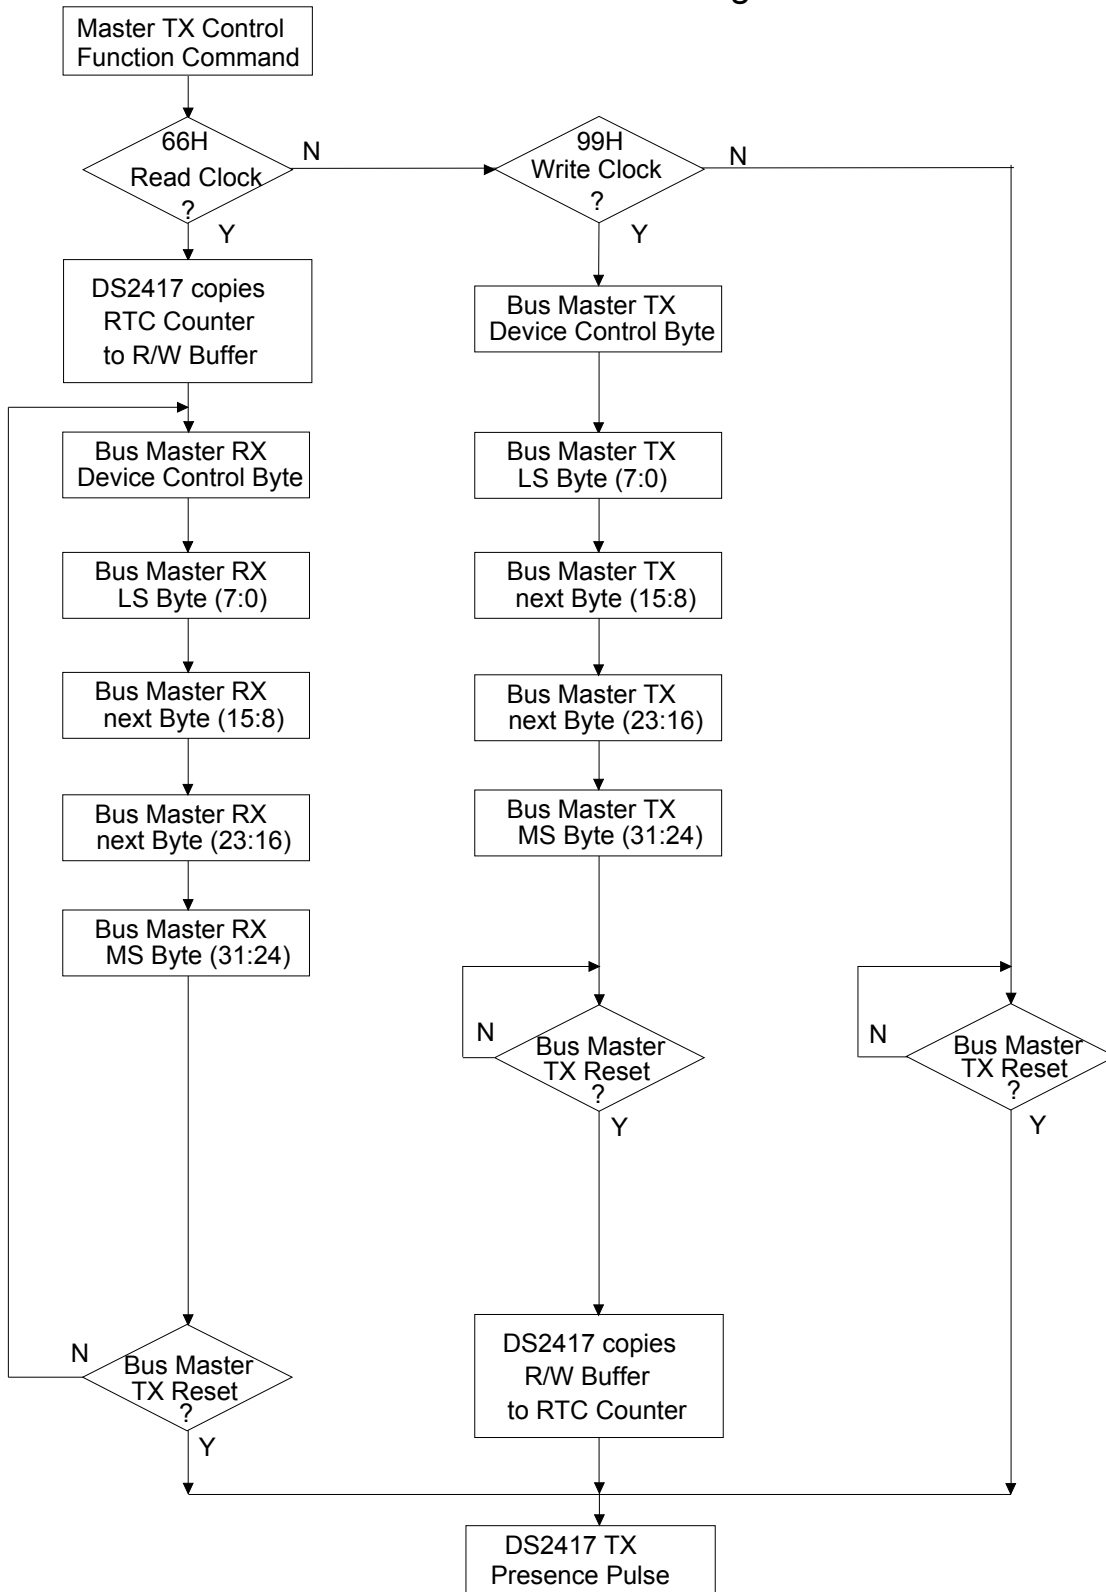 Master TX Control
Function Command
66H
Read Clock
?
N
Y
99H
Write Clock
?
N
Y
DS2417 copies
RTC Counter
to R/W Buffer
Bus Master RX
Device Control Byte
Bus Master RX
LS Byte (7:0)
Bus Master RX
next Byte (15:8)
Bus Master RX
next Byte (23:16)
Bus Master RX
MS Byte (31:24)
N
Bus Master
TX Reset
?
Y
Bus Master TX
Device Control Byte
Bus Master TX
LS Byte (7:0)
Bus Master TX
next Byte (15:8)
Bus Master TX
next Byte (23:16)
Bus Master TX
MS Byte (31:24)
N
Bus Master
TX Reset
?
Y
DS2417 copies
R/W Buffer
to RTC Counter
N
Bus Master
TX Reset
?
Y
DS2417 TX
Presence Pulse